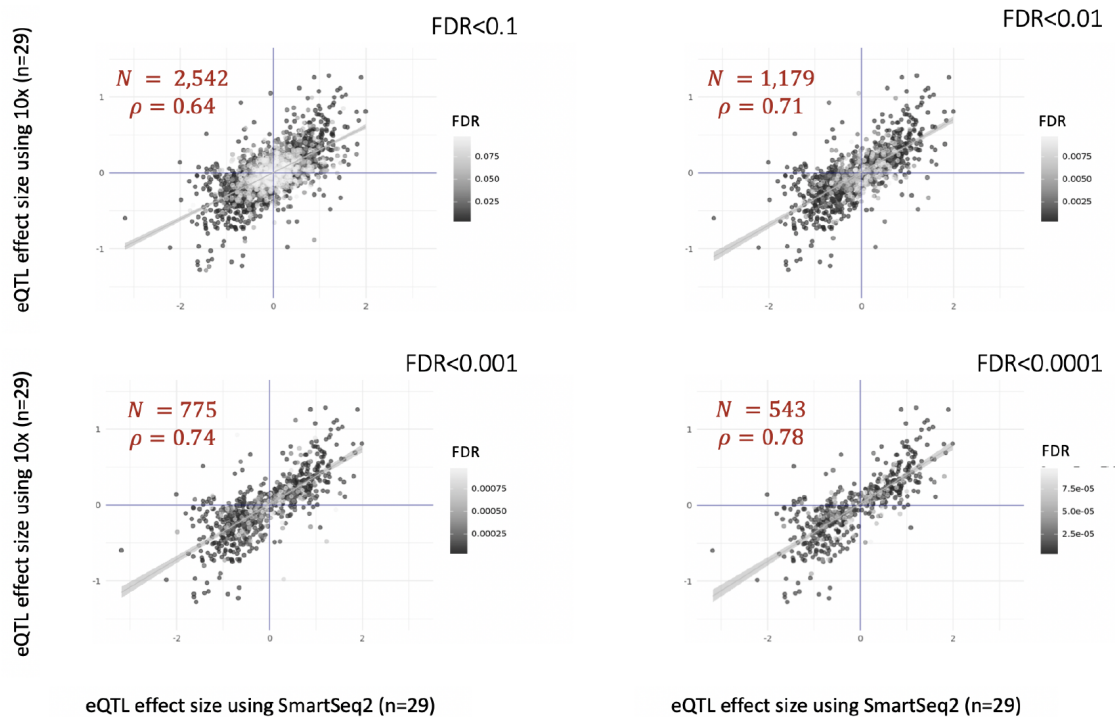 FDR<0.1
eQTL effect size using 10x (n=29)
N = 2,542
ρ = 0.64
1
0
-1
-2
0
2
FDR
0.075
0.050
0.025
FDR<0.01
N = 1,179
ρ = 0.71
1
0
-1
-2
0
2
FDR
0.0075
0.0025
FDR<0.001
eQTL effect size using 10x (n=29)
N = 775
ρ = 0.74
1
0
-1
-2
0
2
FDR
0.00075
0.00050
0.00025
FDR<0.0001
N = 543
ρ = 0.78
1
0
-1
-2
0
2
FDR
7.5e-05
5.0e-05
2.5e-05
eQTL effect size using SmartSeq2 (n=29)
eQTL effect size using SmartSeq2 (n=29)